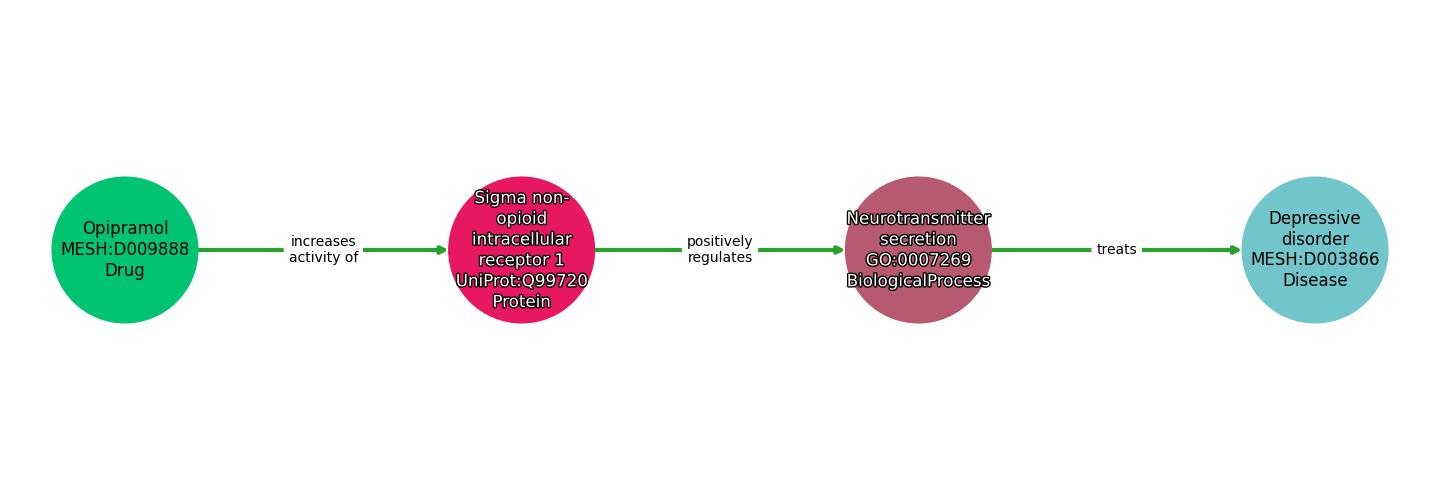 Opipramol
MESH:D009888
Drug
increases
activity of
Sigma non-
opioid
intracellular
receptor 1
UniProt:Q99720
Protein
positively
regulates
Neurotransmitter
secretion
GO:0007269
BiologicalProcess
treats
Depressive
disorder
MESH:D003866
Disease